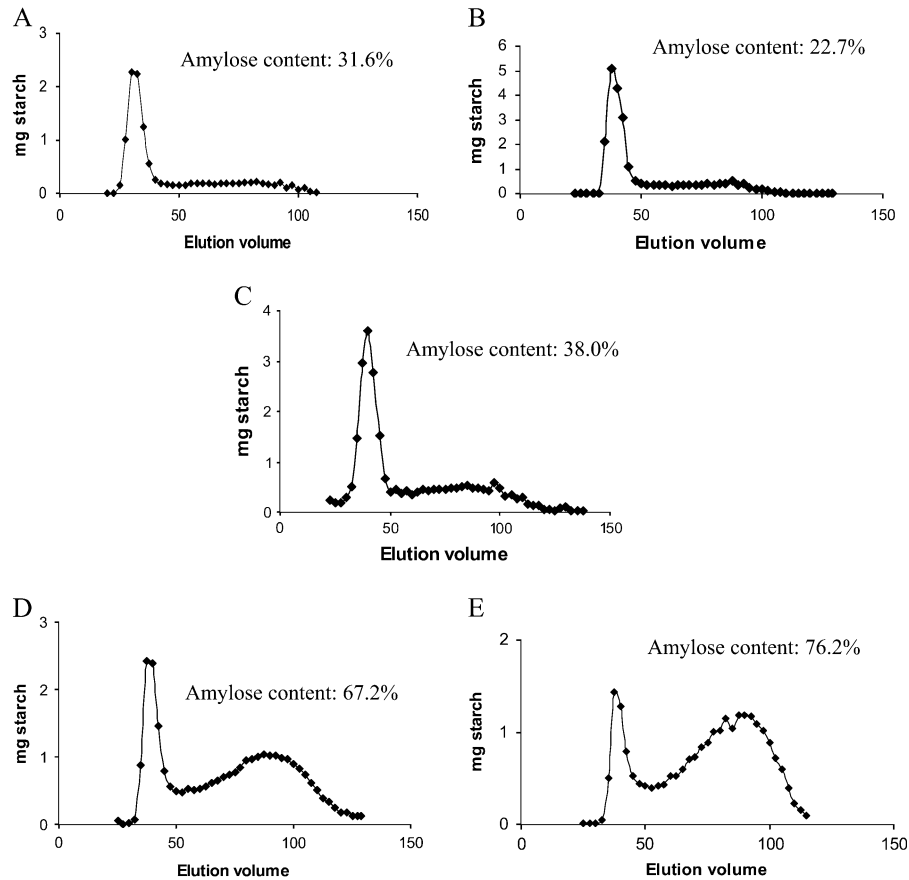 A
Amylose content: 31.6%
3
2
1
0
mg starch
0 50 100 150
Elution volume
B
Amylose content: 22.7%
6
5
4
3
2
1
0
mg starch
0 50 100 150
Elution volume
C
Amylose content: 38.0%
4
3
2
1
0
mg starch
0 50 100 150
Elution volume
D
Amylose content: 67.2%
3
2
1
0
mg starch
0 50 100 150
Elution volume
E
Amylose content: 76.2%
2
1
0
mg starch
0 50 100 150
Elution volume